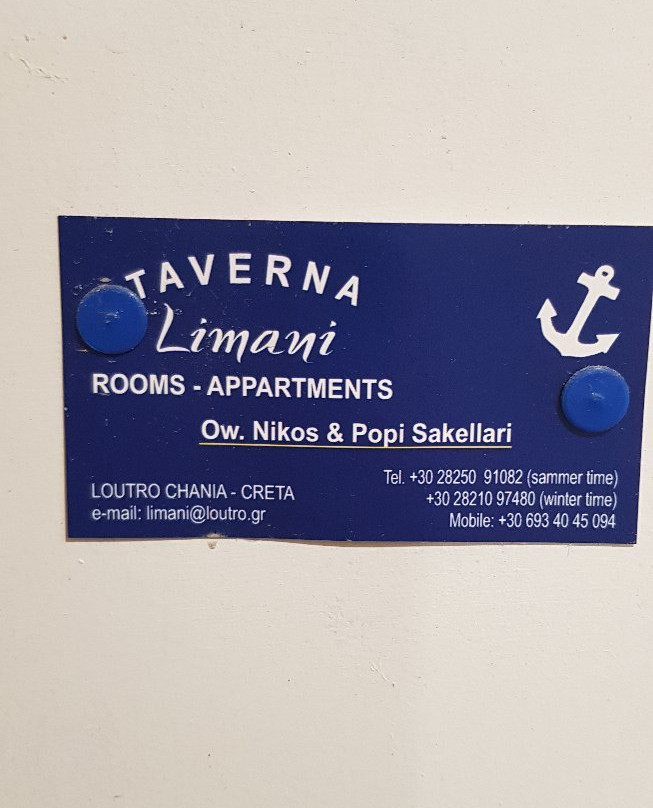 TAVERNA
Limani
ROOMS - APPARTMENTS
Ow. Nikos & Popi Sakellari
LOUTRO CHANIA - CRETA
e-mail: limani@loutro.gr
Tel. +30 28250 91082 (sammer time)
+30 28210 97480 (winter time)
Mobile: +30 693 40 45 094